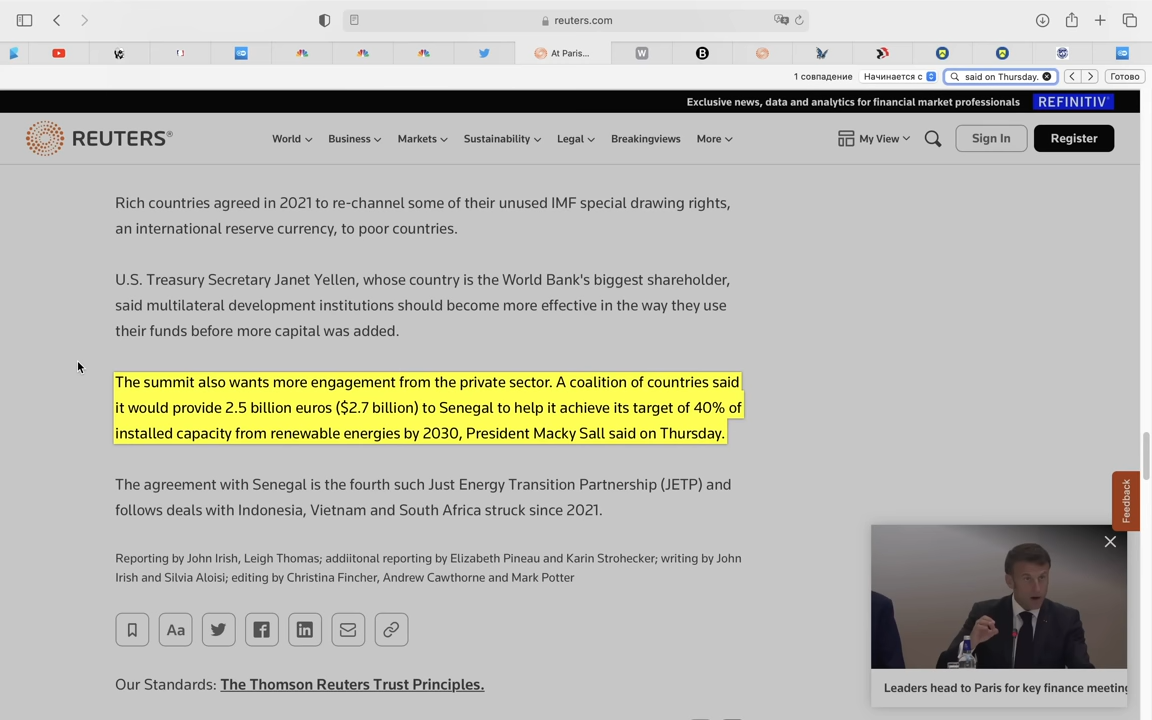 reuters.com
At Paris...
1 совпадение
Начинается с
said on Thursday.
Готово
Exclusive news, data and analytics for financial market professionals
REFINITIV
REUTERS®
World
Business
Markets
Sustainability
Legal
Breakingviews
More
My View
Sign In
Register
Rich countries agreed in 2021 to re-channel some of their unused IMF special drawing rights,
an international reserve currency, to poor countries.
U.S. Treasury Secretary Janet Yellen, whose country is the World Bank's biggest shareholder,
said multilateral development institutions should become more effective in the way they use
their funds before more capital was added.
The summit also wants more engagement from the private sector. A coalition of countries said
it would provide 2.5 billion euros ($2.7 billion) to Senegal to help it achieve its target of 40% of
installed capacity from renewable energies by 2030, President Macky Sall said on Thursday.
The agreement with Senegal is the fourth such Just Energy Transition Partnership (JETP) and
follows deals with Indonesia, Vietnam and South Africa struck since 2021.
Feedback
Reporting by John Irish, Leigh Thomas; addiitonal reporting by Elizabeth Pineau and Karin Strohecker; writing by John
Irish and Silvia Aloisi; editing by Christina Fincher, Andrew Cawthorne and Mark Potter
Aa
Our Standards: The Thomson Reuters Trust Principles.
Leaders head to Paris for key finance meeting